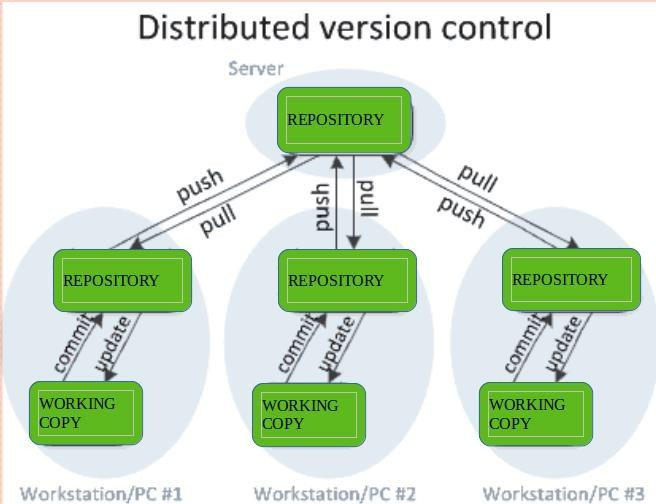 Distributed version control
Server
REPOSITORY
push
pull
push
pull
pull
push
REPOSITORY
REPOSITORY
REPOSITORY
commit
update
commit
update
commit
update
WORKING
COPY
WORKING
COPY
WORKING
COPY
Workstation/PC #1
Workstation/PC #2
Workstation/PC #3